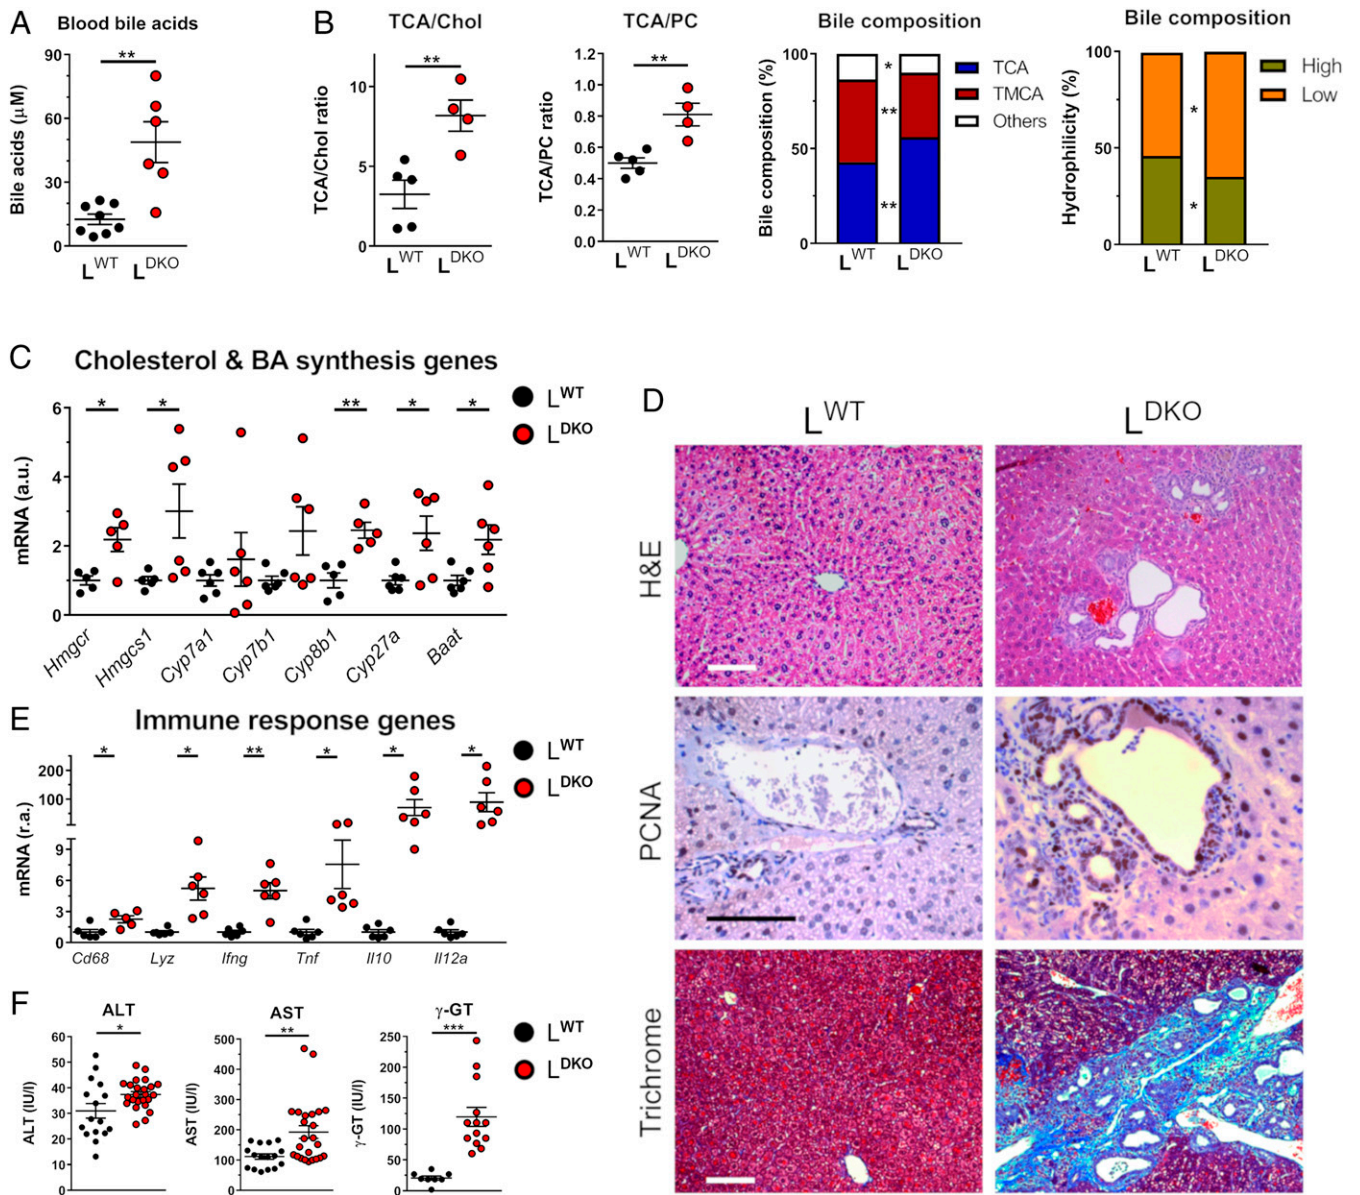 A
Blood bile acids
Bile acids (μM)
90
60
30
0
**
L^WT
L^DKO
B
TCA/Chol
TCA/Chol ratio
10
5
0
**
L^WT
L^DKO
TCA/PC
TCA/PC ratio
1.2
1.0
0.8
0.6
0.4
0.2
0.0
**
L^WT
L^DKO
Bile composition
Bile composition (%)
100
50
0
*
**
**
L^WT
L^DKO
TCA
TMCA
Others
Bile composition
Hydrophilicity (%)
100
50
0
*
*
L^WT
L^DKO
High
Low
C
Cholesterol & BA synthesis genes
mRNA (a.u.)
6
4
2
0
* * ** * *
Hmgcr Hmgcs1 Cyp7a1 Cyp7b1 Cyp8b1 Cyp27a Baat
L^WT
L^DKO
D
L^WT L^DKO
H&E
PCNA
Trichrome
E
Immune response genes
mRNA (r.a.)
200
100
9
6
3
0
* * ** * * *
Cd68 Lyz Ifng Tnf Il10 Il12a
L^WT
L^DKO
F
ALT
ALT (IU/l)
60
50
40
30
20
10
0
*
AST
AST (IU/l)
500
400
300
200
100
0
**
γ-GT
γ-GT (IU/l)
250
200
150
100
50
0
***
L^WT
L^DKO